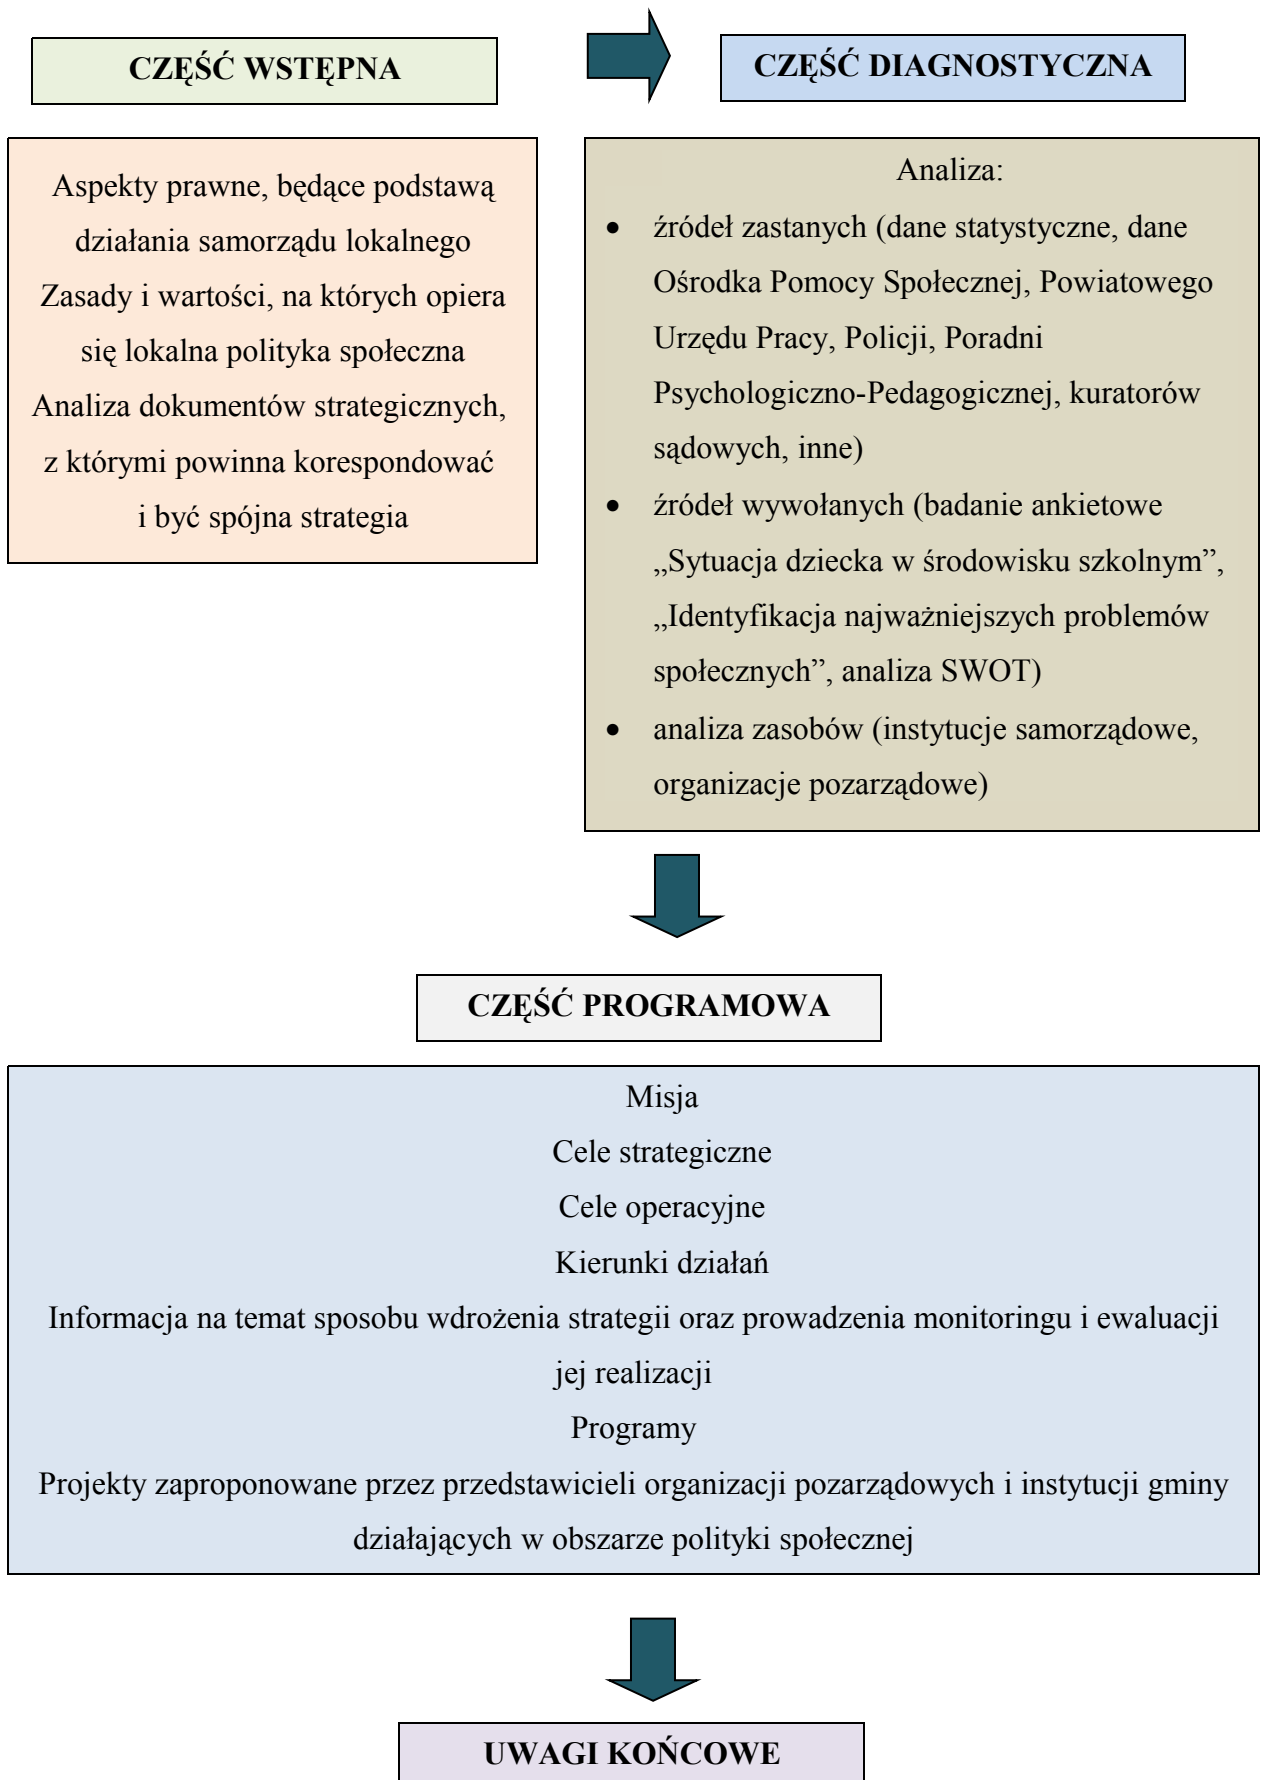 CZĘŚĆ WSTĘPNA
CZĘŚĆ DIAGNOSTYCZNA
Aspekty prawne, będące podstawą
działania samorządu lokalnego
Zasady i wartości, na których opiera
się lokalna polityka społeczna
Analiza dokumentów strategicznych,
z którymi powinna korespondować
i być spójna strategia
Analiza:
• źródeł zastanych (dane statystyczne, dane
Ośrodka Pomocy Społecznej, Powiatowego
Urzędu Pracy, Policji, Poradni
Psychologiczno-Pedagogicznej, kuratorów
sądowych, inne)
• źródeł wywołanych (badanie ankietowe
„Sytuacja dziecka w środowisku szkolnym”,
„Identyfikacja najważniejszych problemów
społecznych”, analiza SWOT)
• analiza zasobów (instytucje samorządowe,
organizacje pozarządowe)
CZĘŚĆ PROGRAMOWA
Misja
Cele strategiczne
Cele operacyjne
Kierunki działań
Informacja na temat sposobu wdrożenia strategii oraz prowadzenia monitoringu i ewaluacji
jej realizacji
Programy
Projekty zaproponowane przez przedstawicieli organizacji pozarządowych i instytucji gminy
działających w obszarze polityki społecznej
UWAGI KOŃCOWE